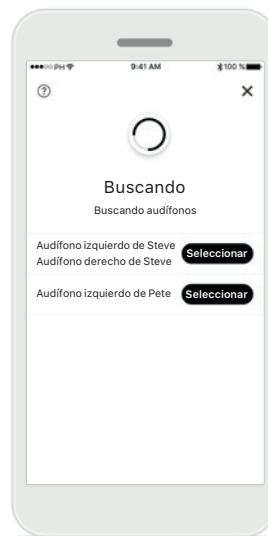 PH 9:41 AM 100 %
?
Buscando
Buscando audífonos
Audífono izquierdo de Steve
Audífono derecho de Steve
Seleccionar
Audífono izquierdo de Pete
Seleccionar